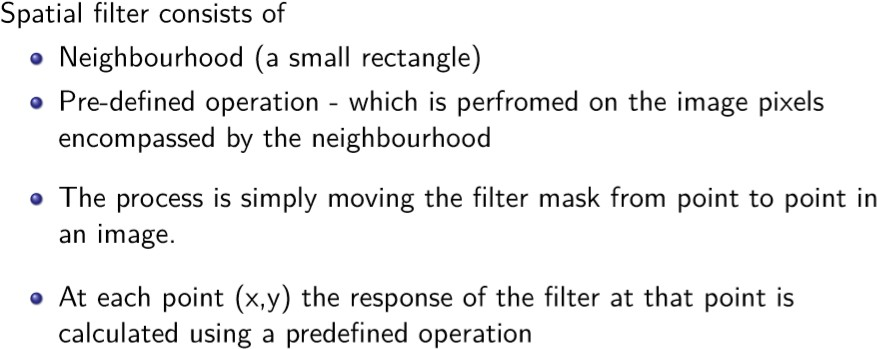 Spatial filter consists of
Neighbourhood (a small rectangle)
Pre-defined operation - which is perfromed on the image pixels
encompassed by the neighbourhood
The process is simply moving the filter mask from point to point in
an image.
At each point (x,y) the response of the filter at that point is
calculated using a predefined operation